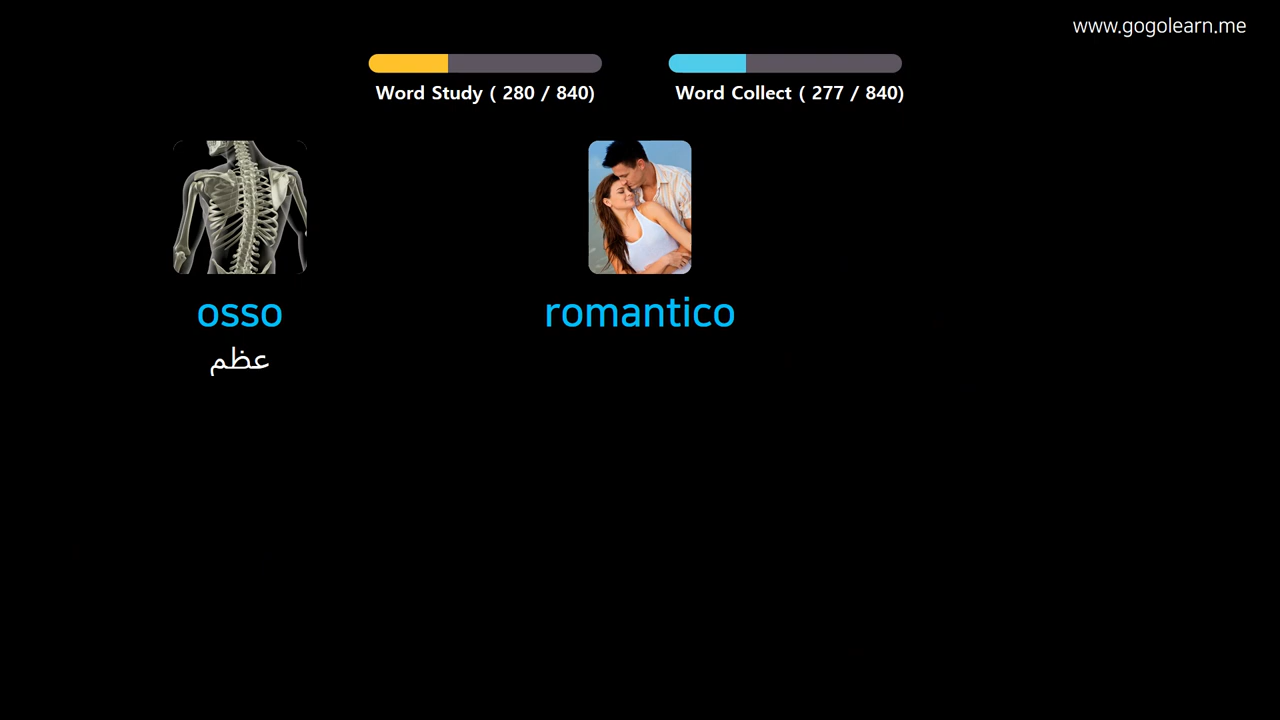 www.gogolearn.me
Word Study ( 280 / 840)
Word Collect ( 277 / 840)
osso
عظم
romantico